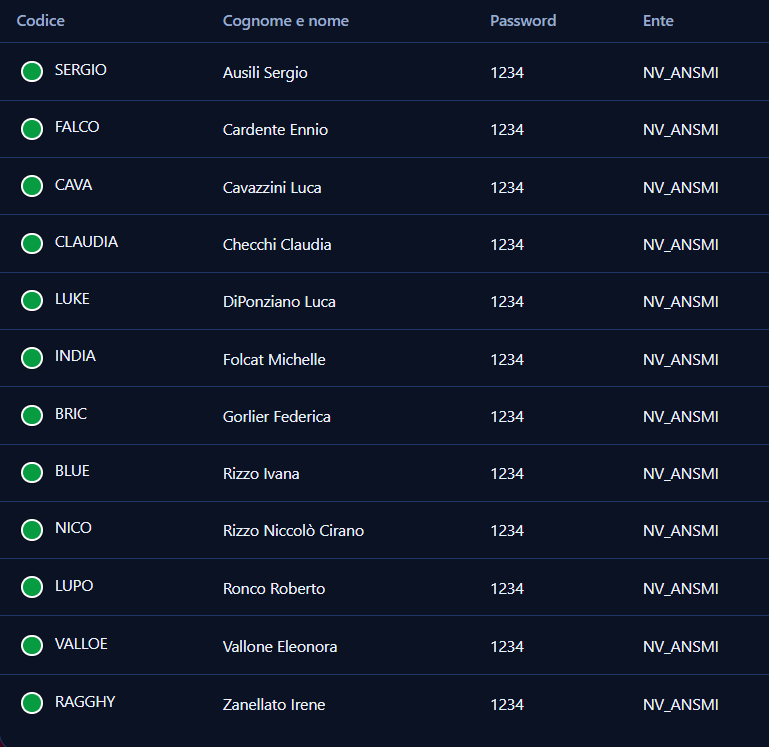 Codice Cognome e nome Password Ente
SERGIO Ausili Sergio 1234 NV_ANSMI
FALCO Cardente Ennio 1234 NV_ANSMI
CAVA Cavazzini Luca 1234 NV_ANSMI
CLAUDIA Checchi Claudia 1234 NV_ANSMI
LUKE DiPonziano Luca 1234 NV_ANSMI
INDIA Folcat Michelle 1234 NV_ANSMI
BRIC Gorlier Federica 1234 NV_ANSMI
BLUE Rizzo Ivana 1234 NV_ANSMI
NICO Rizzo Niccolò Cirano 1234 NV_ANSMI
LUPO Ronco Roberto 1234 NV_ANSMI
VALLOE Vallone Eleonora 1234 NV_ANSMI
RAGGHY Zanellato Irene 1234 NV_ANSMI